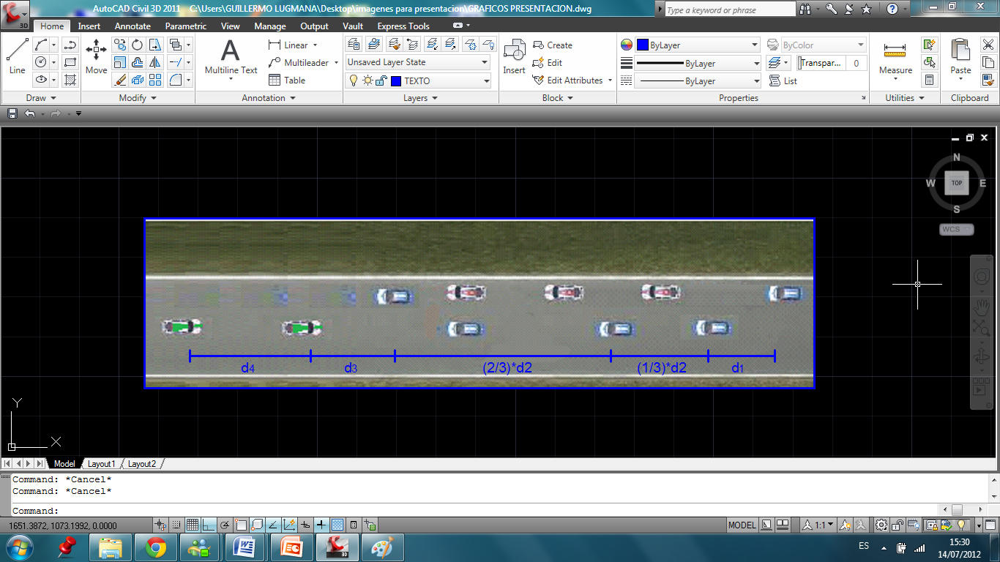 AutoCAD Civil 3D 2011 C:\Users\GUILLERMO LUGMANA\Desktop\imagenes para presentacion\GRAFICOS PRESENTACION.dwg
Type a keyword or phrase
3D
Home Insert Annotate Parametric View Manage Output Vault Express Tools
Line
Move
A
Multiline Text
Linear
Multileader
Table
Unsaved Layer State
TEXTO
Insert
Create
Edit
Edit Attributes
ByLayer
ByLayer
ByLayer
ByColor
Transpar... 0
List
Measure
Paste
Draw Modify Annotation Layers Block Properties Utilities Clipboard
N
W TOP E
S
WCS
d4 d3 (2/3)*d2 (1/3)*d2 d1
Y
X
Model Layout1 Layout2
Command: *Cancel*
Command: *Cancel*
Command:
1651.3872, 1073.1992, 0.0000
MODEL
1:1
ES
15:30
14/07/2012